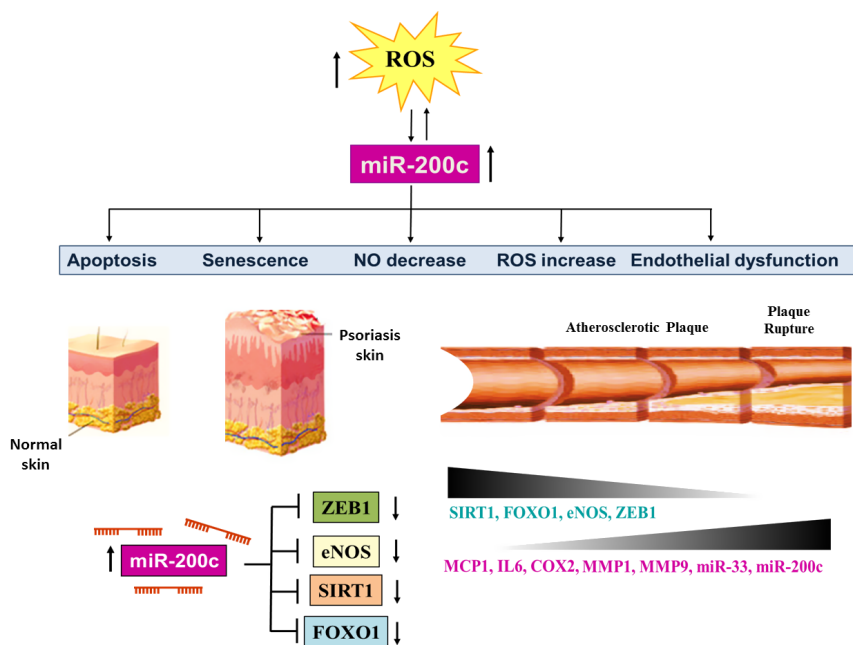 ROS
miR-200c
Apoptosis Senescence NO decrease ROS increase Endothelial dysfunction
Psoriasis
skin
Normal
skin
Atherosclerotic Plaque
Plaque
Rupture
miR-200c
ZEB1
eNOS
SIRT1
FOXO1
SIRT1, FOXO1, eNOS, ZEB1
MCP1, IL6, COX2, MMP1, MMP9, miR-33, miR-200c